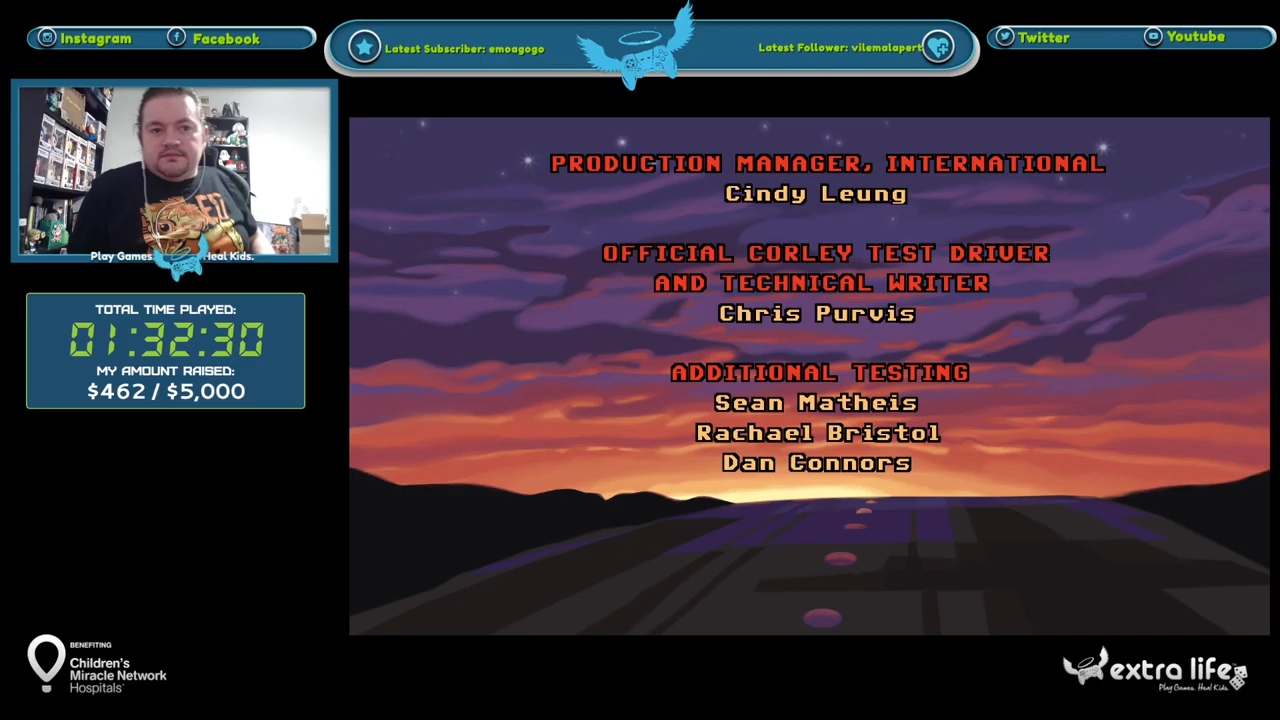 Instagram
Facebook
Latest Subscriber: emoagogo
Latest Follower: vilemalapert
Twitter
Youtube
Play Games. Heal Kids.
TOTAL TIME PLAYED:
01:32:30
MY AMOUNT RAISED:
$462 / $5,000
PRODUCTION MANAGER, INTERNATIONAL
Cindy Leung
OFFICIAL CORLEY TEST DRIVER
AND TECHNICAL WRITER
Chris Purvis
ADDITIONAL TESTING
Sean Matheis
Rachael Bristol
Dan Connors
BENEFITING
Children's
Miracle Network
Hospitals
extra life
Play Games. Heal Kids.